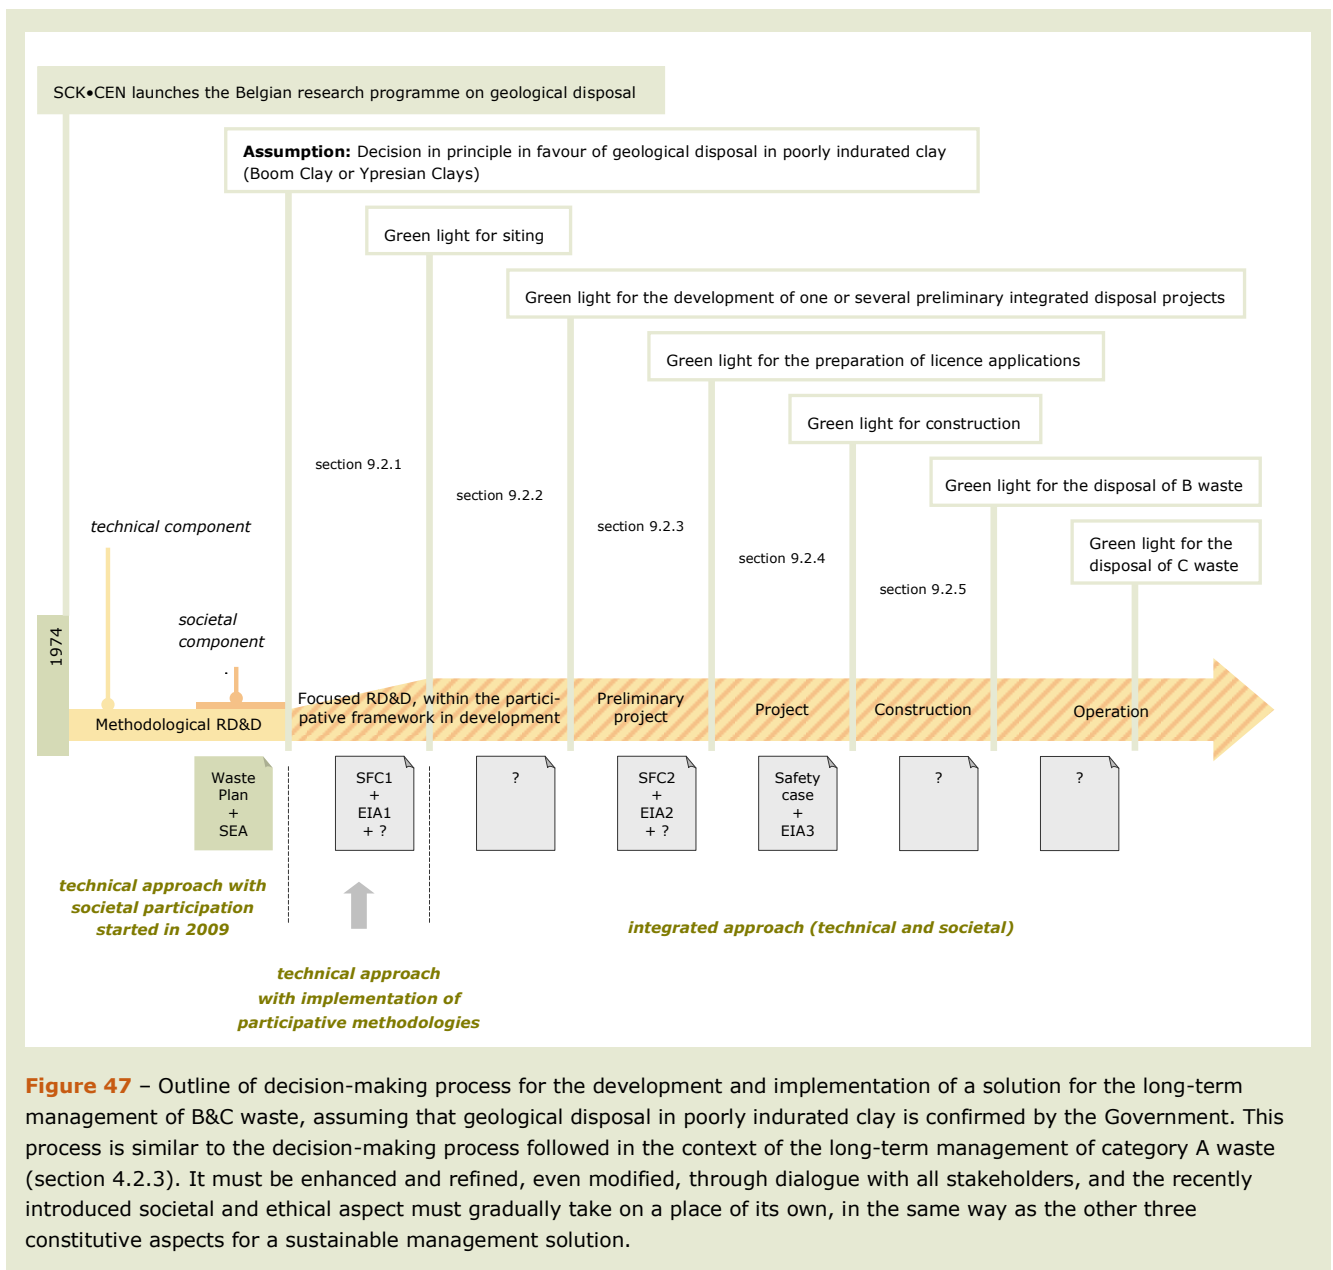 SCK•CEN launches the Belgian research programme on geological disposal
Assumption: Decision in principle in favour of geological disposal in poorly indurated clay
(Boom Clay or Ypresian Clays)
Green light for siting
Green light for the development of one or several preliminary integrated disposal projects
Green light for the preparation of licence applications
Green light for construction
section 9.2.1
Green light for the disposal of B waste
section 9.2.2
technical component
section 9.2.3
Green light for the
disposal of C waste
section 9.2.4
section 9.2.5
societal
component
1974
Methodological RD&D
Focused RD&D, within the partici-
pative framework in development
Preliminary
project
Project
Construction
Operation
Waste
Plan
+
SEA
SFC1
+
EIA1
+ ?
?
SFC2
+
EIA2
+ ?
Safety
case
+
EIA3
?
?
technical approach with
societal participation
started in 2009
integrated approach (technical and societal)
technical approach
with implementation of
participative methodologies
Figure 47 – Outline of decision-making process for the development and implementation of a solution for the long-term
management of B&C waste, assuming that geological disposal in poorly indurated clay is confirmed by the Government. This
process is similar to the decision-making process followed in the context of the long-term management of category A waste
(section 4.2.3). It must be enhanced and refined, even modified, through dialogue with all stakeholders, and the recently
introduced societal and ethical aspect must gradually take on a place of its own, in the same way as the other three
constitutive aspects for a sustainable management solution.